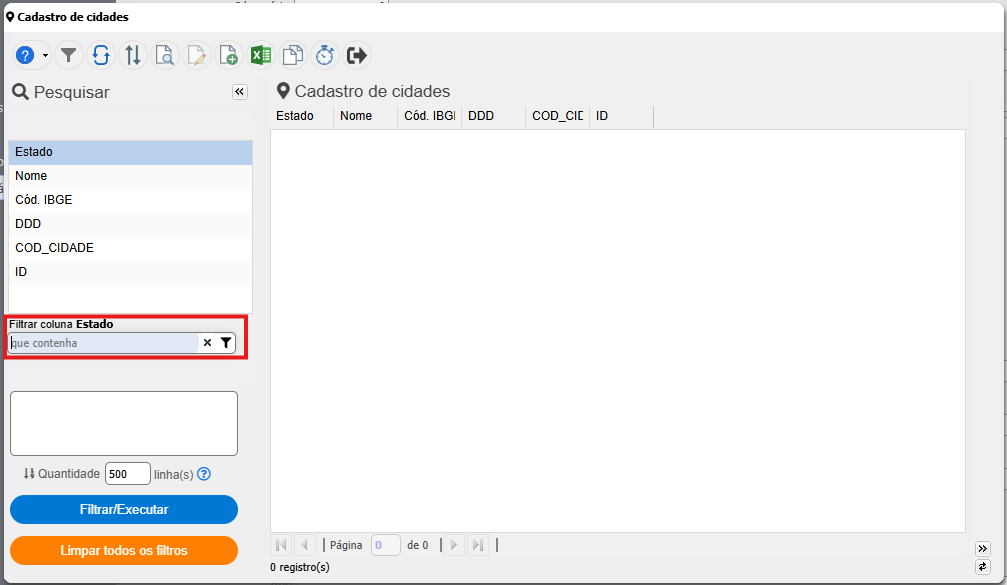 Cadastro de cidades
?
Pesquisar
Estado
Nome
Cód. IBGE
DDD
COD_CIDADE
ID
Filtrar coluna Estado
que contenha
Quantidade 500 linha(s) ?
Filtrar/Executar
Limpar todos os filtros
Cadastro de cidades
Estado Nome Cód. IBGI DDD COD_CIE ID
Página 0 de 0
0 registro(s)